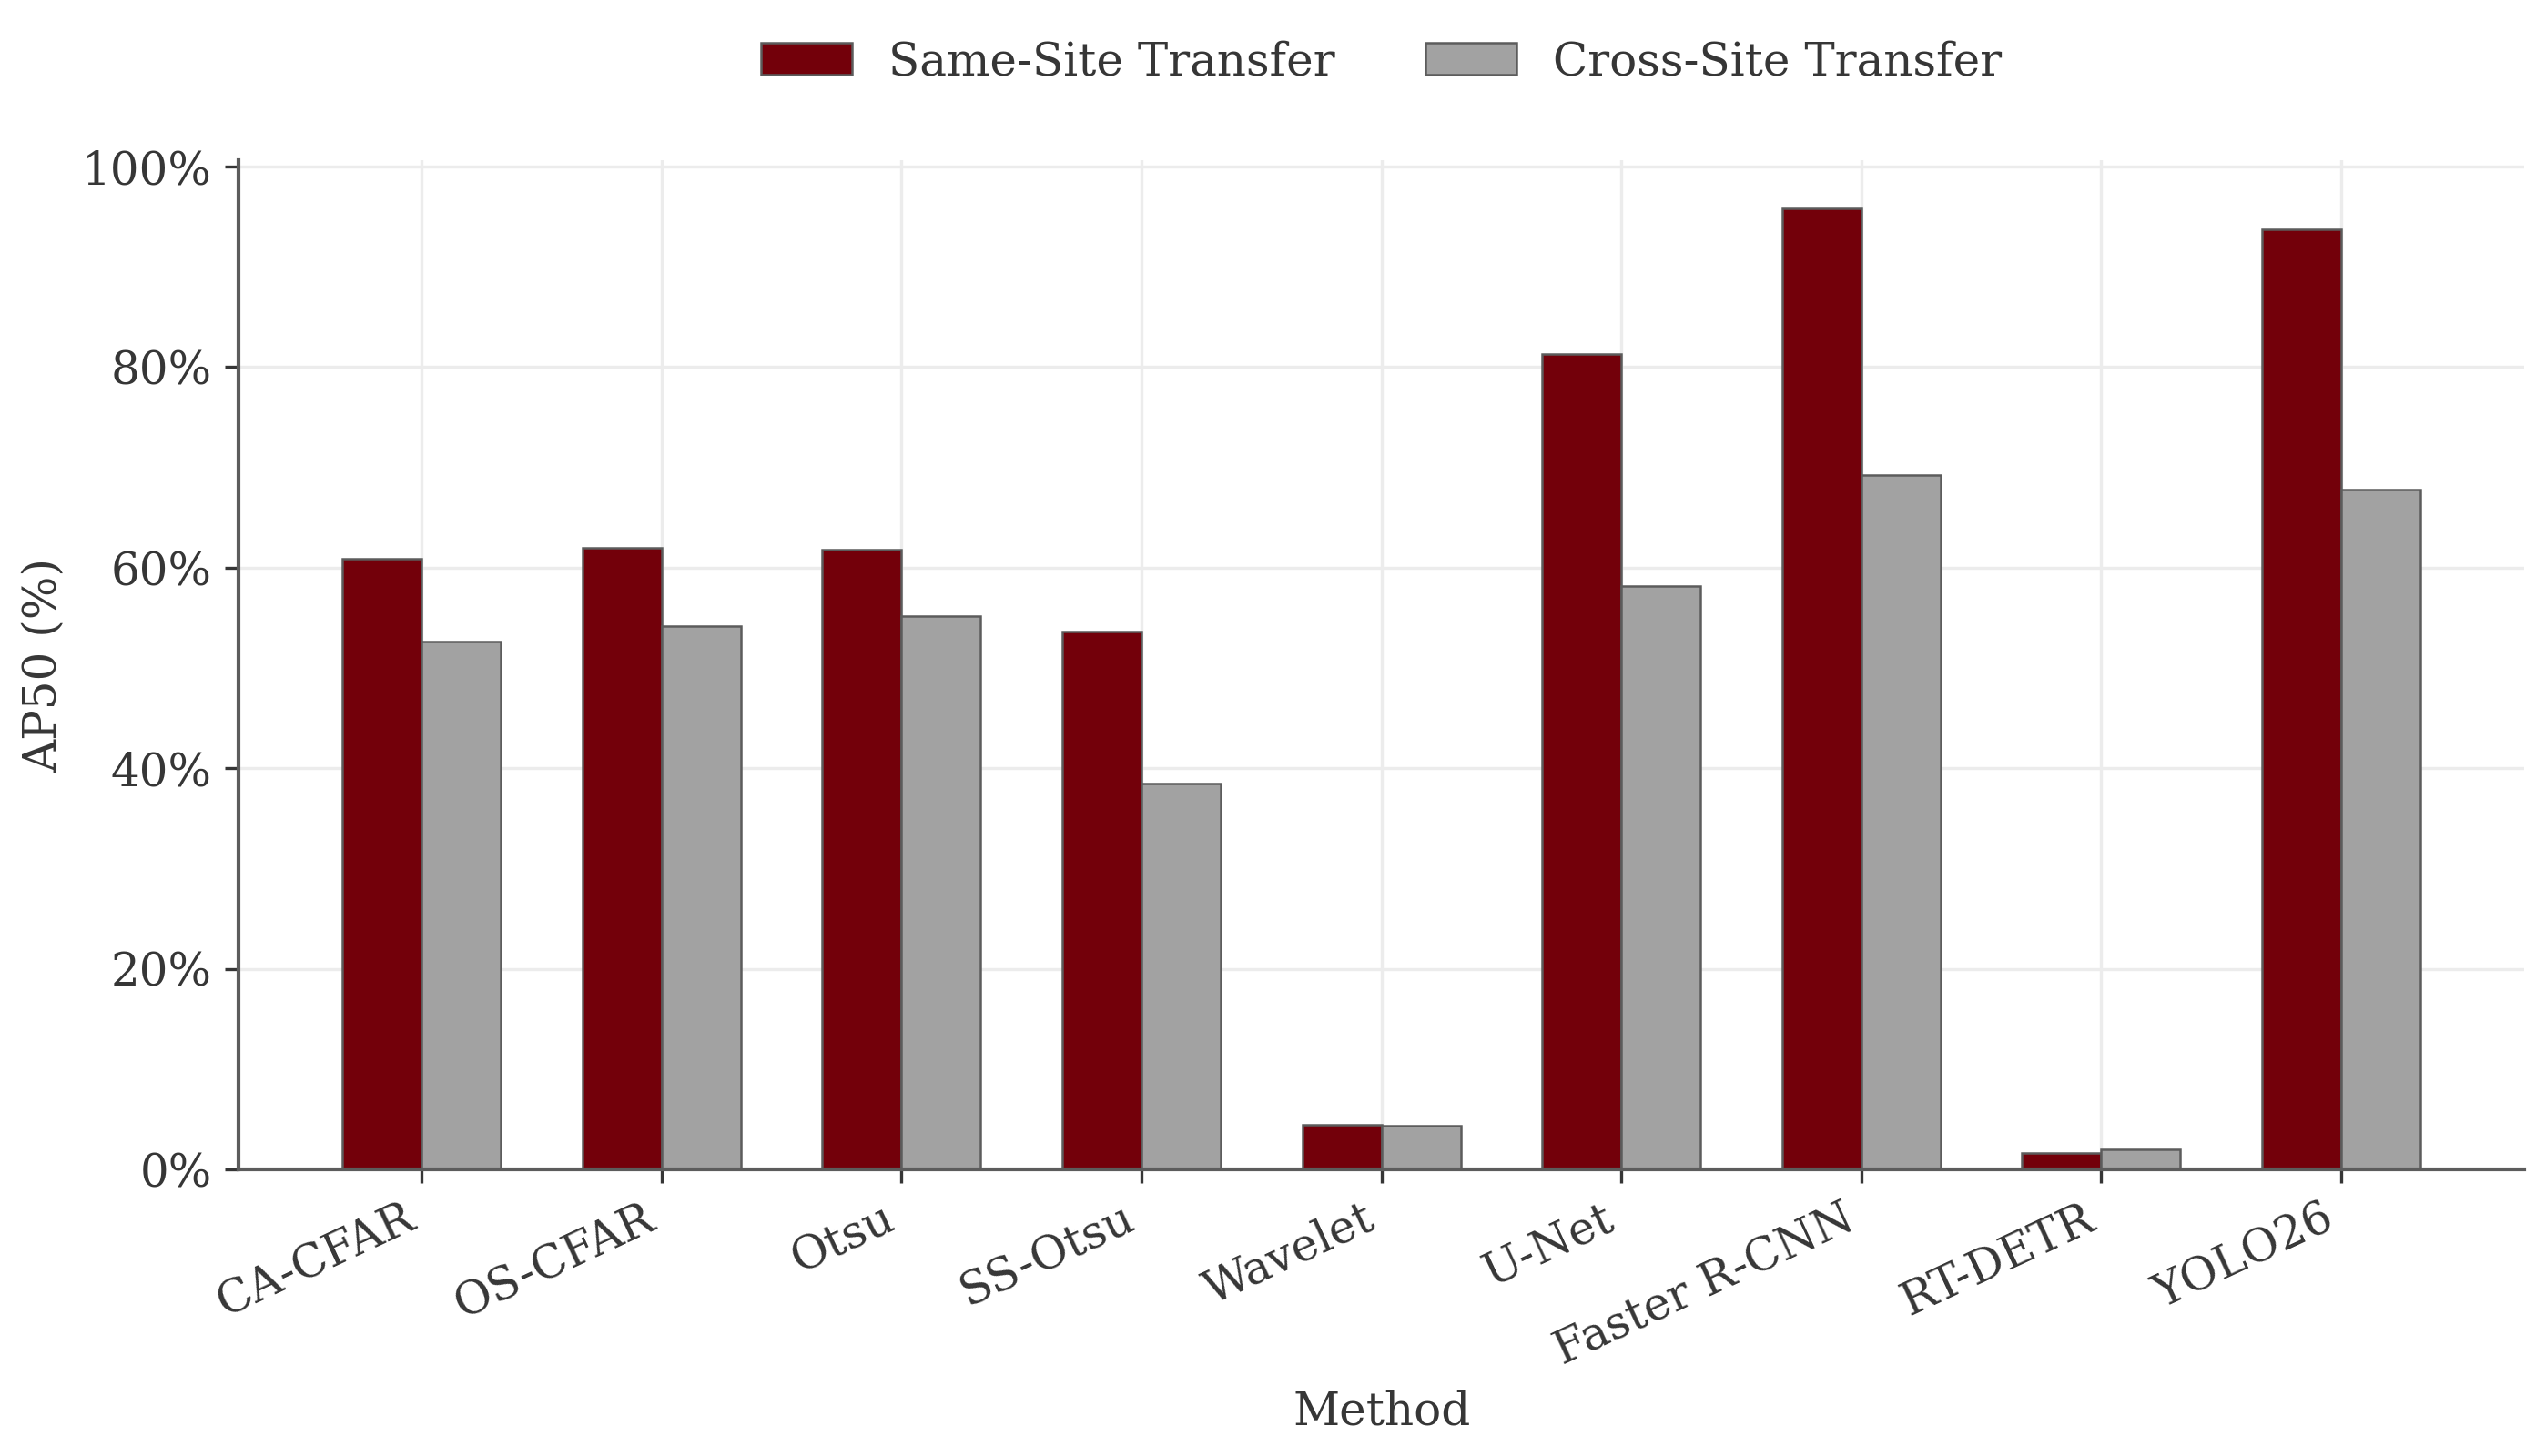 Same-Site Transfer
Cross-Site Transfer
100%
80%
60%
40%
20%
0%
AP50 (%)
CA-CFAR
OS-CFAR
Otsu
SS-Otsu
Wavelet
U-Net
Faster R-CNN
RT-DETR
YOLO26
Method